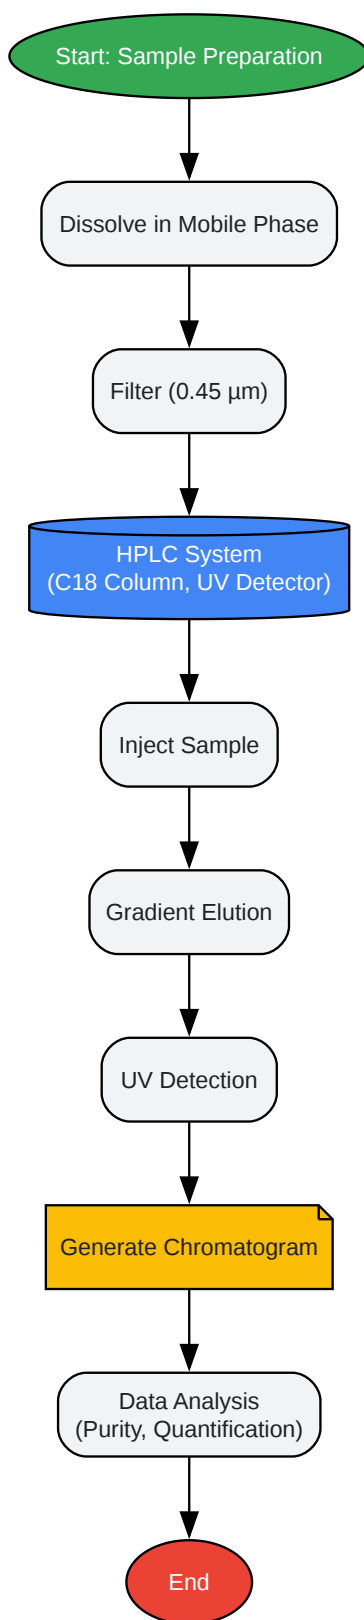 Start: Sample Preparation
Dissolve in Mobile Phase
Filter (0.45 µm)
HPLC System
(C18 Column, UV Detector)
Inject Sample
Gradient Elution
UV Detection
Generate Chromatogram
Data Analysis
(Purity, Quantification)
End